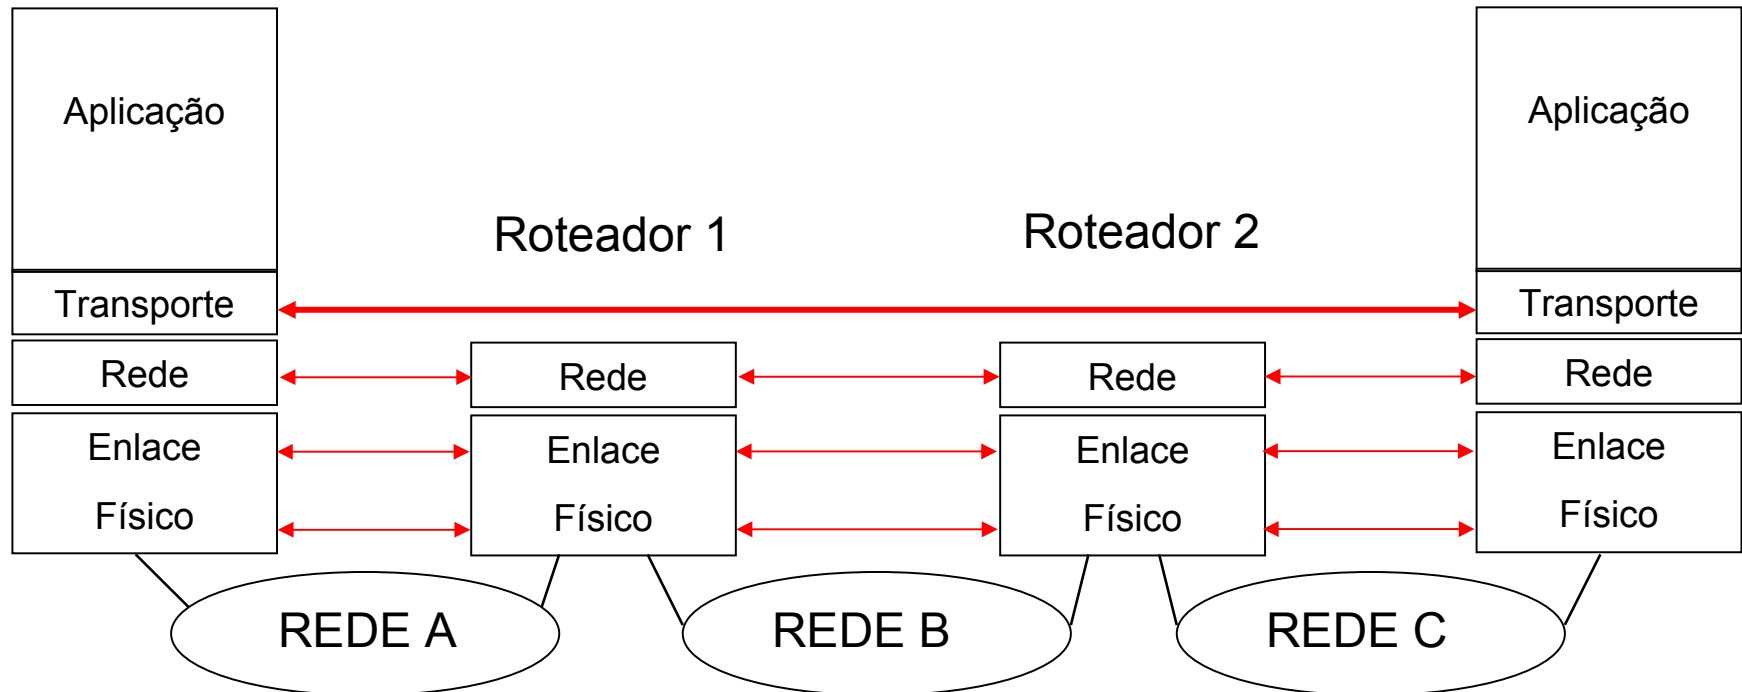 Aplicação
Aplicação
Roteador 1
Roteador 2
Transporte
Transporte
Rede
Rede
Rede
Rede
Enlace
Enlace
Enlace
Enlace
Físico
Físico
Físico
Físico
REDE A
REDE B
REDE C